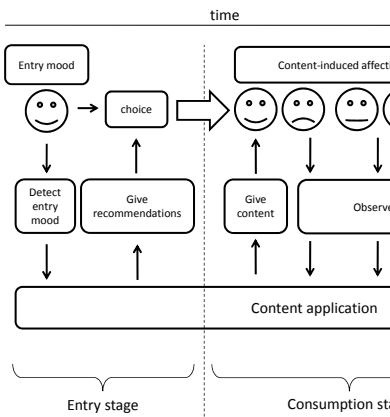 time
Entry mood
Content-induced affecti
choice
Detect
entry
mood
Give
recommendations
Give
content
Observe
Content application
Entry stage
Consumption sta